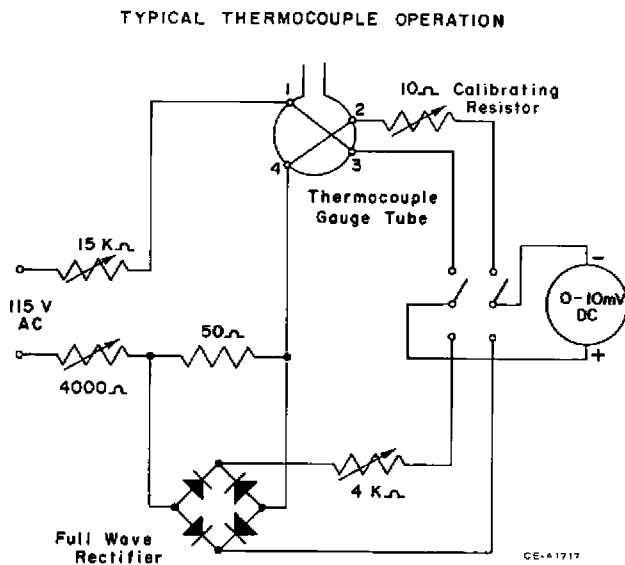 TYPICAL THERMOCOUPLE OPERATION
1
2
3
4
10Ω Calibrating
Resistor
Thermocouple
Gauge Tube
15 KΩ
115 V
AC
4000Ω
50Ω
-
0-10mV
DC
+
4 KΩ
Full Wave
Rectifier
CE-41717